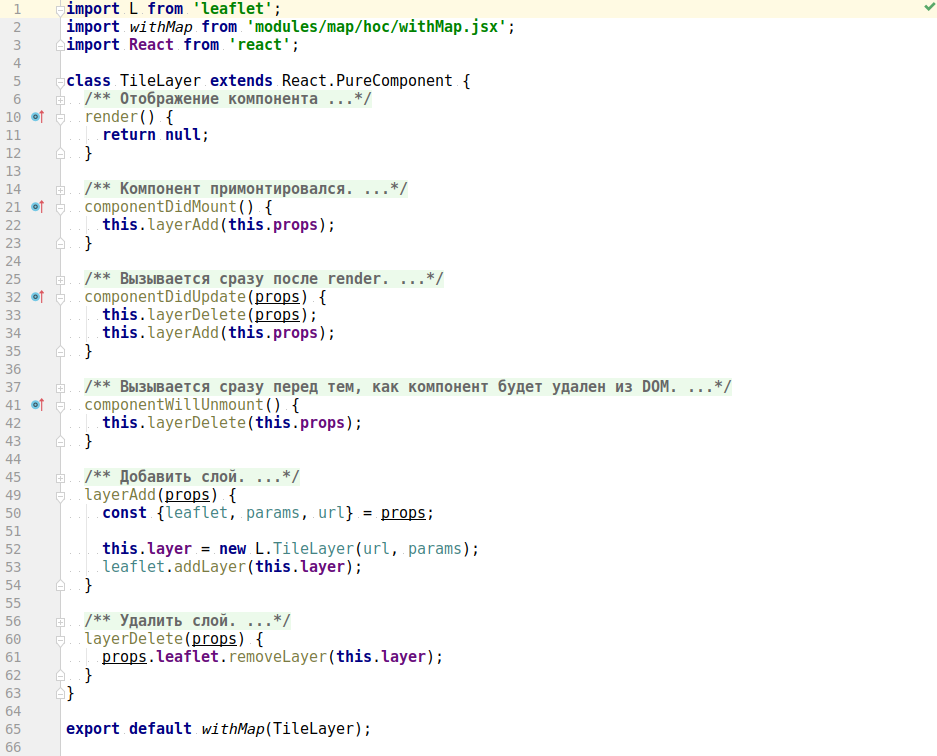 1 import L from 'leaflet';
2 import withMap from 'modules/map/hoc/withMap.jsx';
3 import React from 'react';
4
5 class TileLayer extends React.PureComponent {
6 /** Отображение компонента ...*/
10 render() {
11 return null;
12 }
13
14 /** Компонент примонтировался. ...*/
21 componentDidMount() {
22 this.layerAdd(this.props);
23 }
24
25 /** Вызывается сразу после render. ...*/
32 componentDidUpdate(props) {
33 this.layerDelete(props);
34 this.layerAdd(this.props);
35 }
36
37 /** Вызывается сразу перед тем, как компонент будет удален из DOM. ...*/
41 componentWillUnmount() {
42 this.layerDelete(this.props);
43 }
44
45 /** Добавить слой. ...*/
49 layerAdd(props) {
50 const {leaflet, params, url} = props;
51
52 this.layer = new L.TileLayer(url, params);
53 leaflet.addLayer(this.layer);
54 }
55
56 /** Удалить слой. ...*/
60 layerDelete(props) {
61 props.leaflet.removeLayer(this.layer);
62 }
63 }
64
65 export default withMap(TileLayer);
66